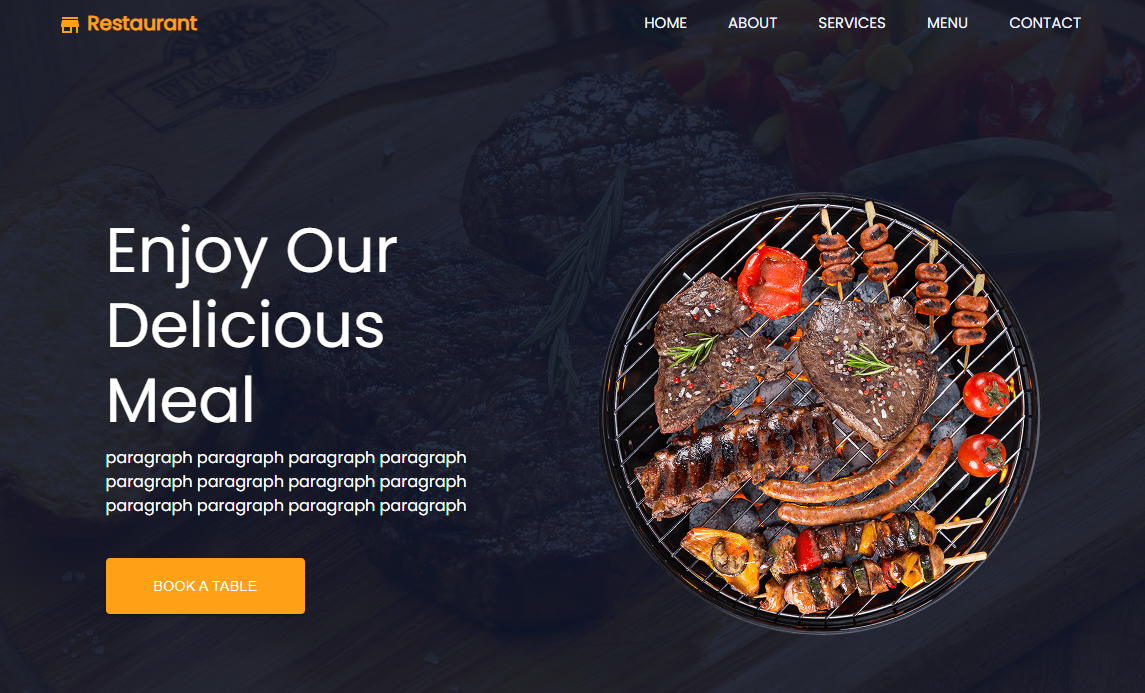 Restaurant
HOME ABOUT SERVICES MENU CONTACT
Enjoy Our
Delicious
Meal
paragraph paragraph paragraph paragraph
paragraph paragraph paragraph paragraph
paragraph paragraph paragraph paragraph
BOOK A TABLE